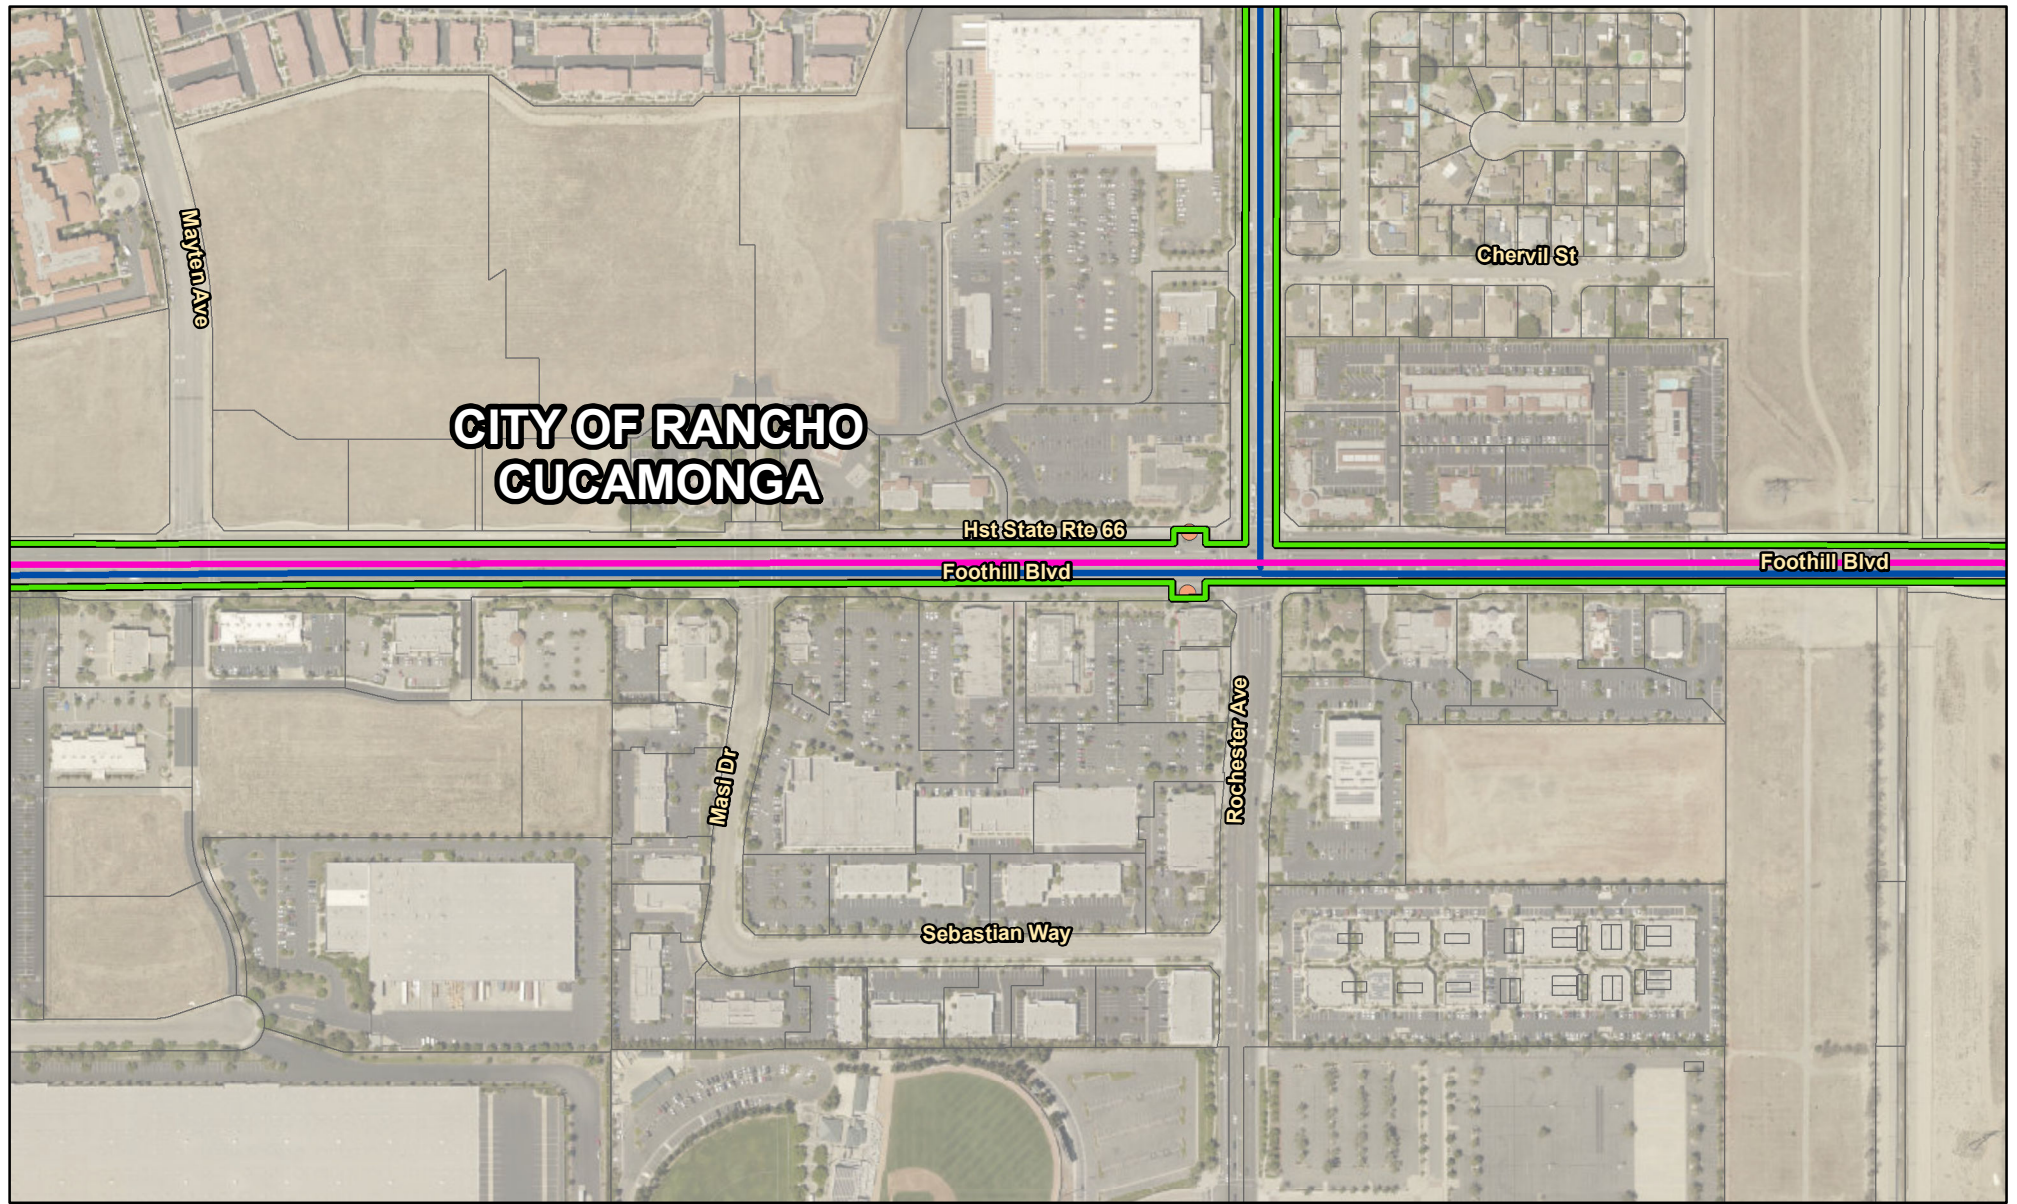 Mayten Ave
Chervil St
CITY OF RANCHO
CUCAMONGA
Hst State Rte 66
Foothill Blvd
Foothill Blvd
Masi Dr
Rochester Ave
Sebastian Way